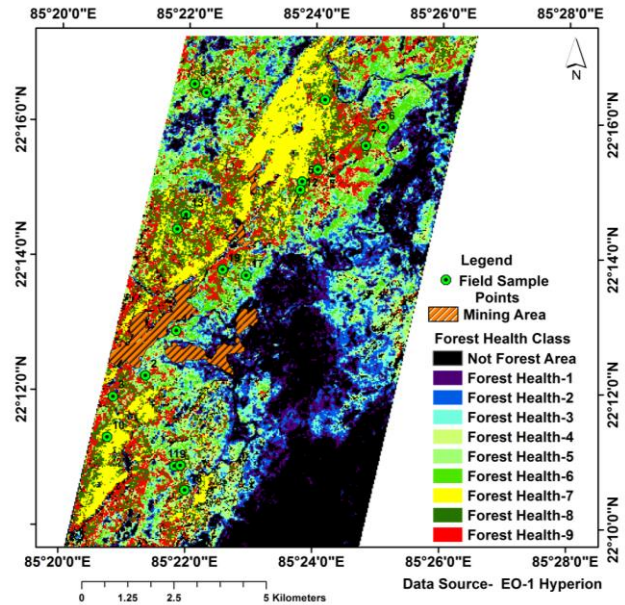 85°20'0"E 85°22'0"E 85°24'0"E 85°26'0"E 85°28'0"E
N
22°16'0"N 22°16'0"N
22°14'0"N 22°14'0"N
22°12'0"N 22°12'0"N
22°10'0"N
13
17
10
Legend
Field Sample
Points
Mining Area
Forest Health Class
Not Forest Area
Forest Health-1
Forest Health-2
Forest Health-3
Forest Health-4
Forest Health-5
Forest Health-6
Forest Health-7
Forest Health-8
Forest Health-9
85°20'0"E 85°22'0"E 85°24'0"E 85°26'0"E 85°28'0"E
Data Source- EO-1 Hyperion
0 1.25 2.5 5 Kilometers